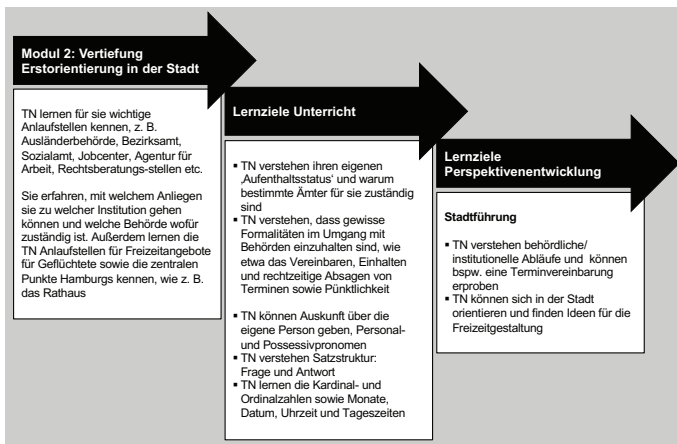 Modul 2: Vertiefung
Erstorientierung in der Stadt
TN lernen für sie wichtige
Anlaufstellen kennen, z. B.
Ausländerbehörde, Bezirksamt,
Sozialamt, Jobcenter, Agentur für
Arbeit, Rechtsberatungs-stellen etc.
Sie erfahren, mit welchem Anliegen
sie zu welcher Institution gehen
können und welche Behörde wofür
zuständig ist. Außerdem lernen die
TN Anlaufstellen für Freizeitangebote
für Geflüchtete sowie die zentralen
Punkte Hamburgs kennen, wie z. B.
das Rathaus
Lernziele Unterricht
▪ TN verstehen ihren eigenen
‚Aufenthaltsstatus‘ und warum
bestimmte Ämter für sie zuständig
sind
▪ TN verstehen, dass gewisse
Formalitäten im Umgang mit
Behörden einzuhalten sind, wie
etwa das Vereinbaren, Einhalten
und rechtzeitige Absagen von
Terminen sowie Pünktlichkeit
▪ TN können Auskunft über die
eigene Person geben, Personal-
und Possessivpronomen
▪ TN verstehen Satzstruktur:
Frage und Antwort
▪ TN lernen die Kardinal- und
Ordinalzahlen sowie Monate,
Datum, Uhrzeit und Tageszeiten
Lernziele
Perspektivenentwicklung
Stadtführung
▪ TN verstehen behördliche/
institutionelle Abläufe und können
bspw. eine Terminvereinbarung
erproben
▪ TN können sich in der Stadt
orientieren und finden Ideen für die
Freizeitgestaltung